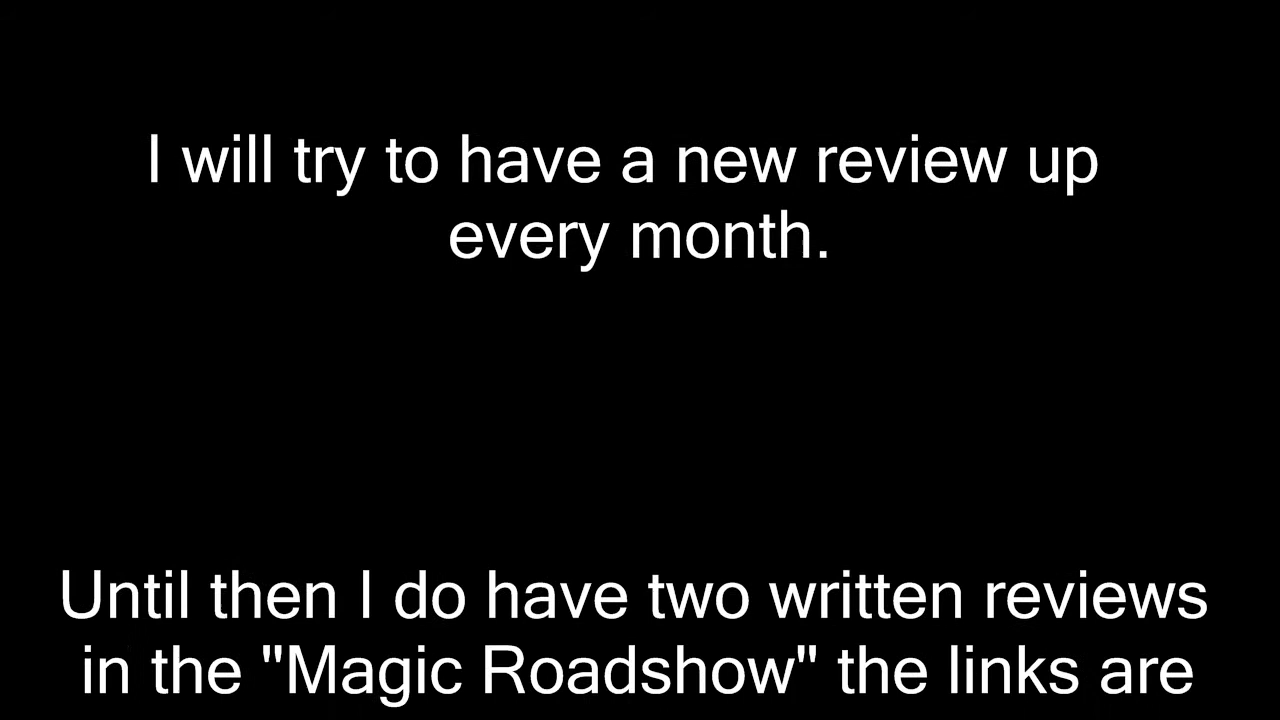 I will try to have a new review up
every month.
Until then I do have two written reviews
in the "Magic Roadshow" the links are